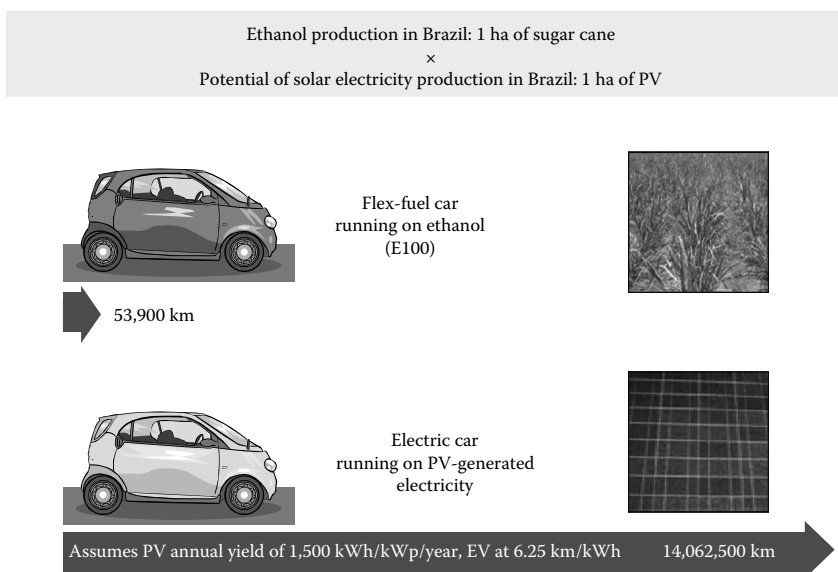 Ethanol production in Brazil: 1 ha of sugar cane
×
Potential of solar electricity production in Brazil: 1 ha of PV
Flex-fuel car
running on ethanol
(E100)
53,900 km
Electric car
running on PV-generated
electricity
Assumes PV annual yield of 1,500 kWh/kWp/year, EV at 6.25 km/kWh 14,062,500 km